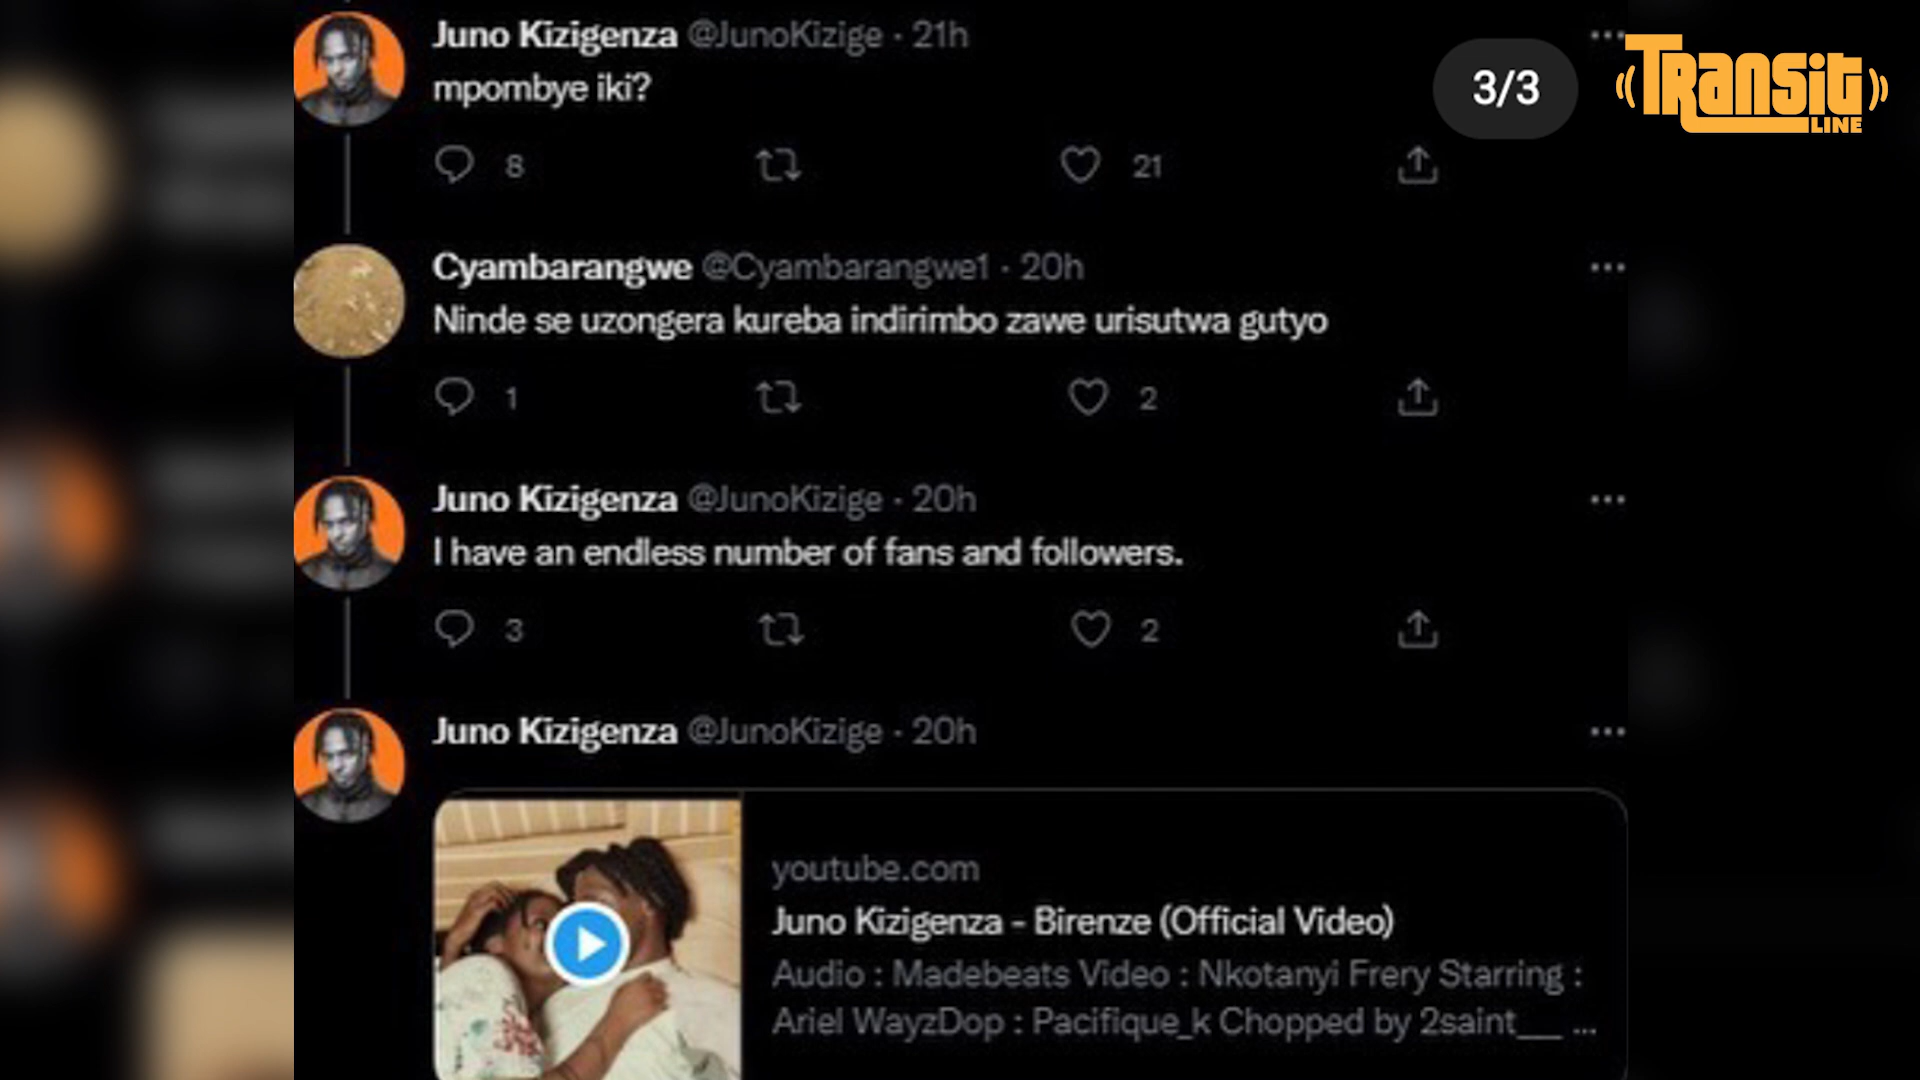 Juno Kizigenza @JunoKizige · 21h
mpombye iki?
3/3
TRANSIT
LINE
8 21
Cyambarangwe @Cyambarangwe1 · 20h
Ninde se uzongera kureba indirimbo zawe urisutwa gutyo
1 2
Juno Kizigenza @JunoKizige · 20h
I have an endless number of fans and followers.
3 2
Juno Kizigenza @JunoKizige · 20h
youtube.com
Juno Kizigenza - Birenze (Official Video)
Audio : Madebeats Video : Nkotanyi Frery Starring :
Ariel WayzDop : Pacifique_k Chopped by 2saint___ ...